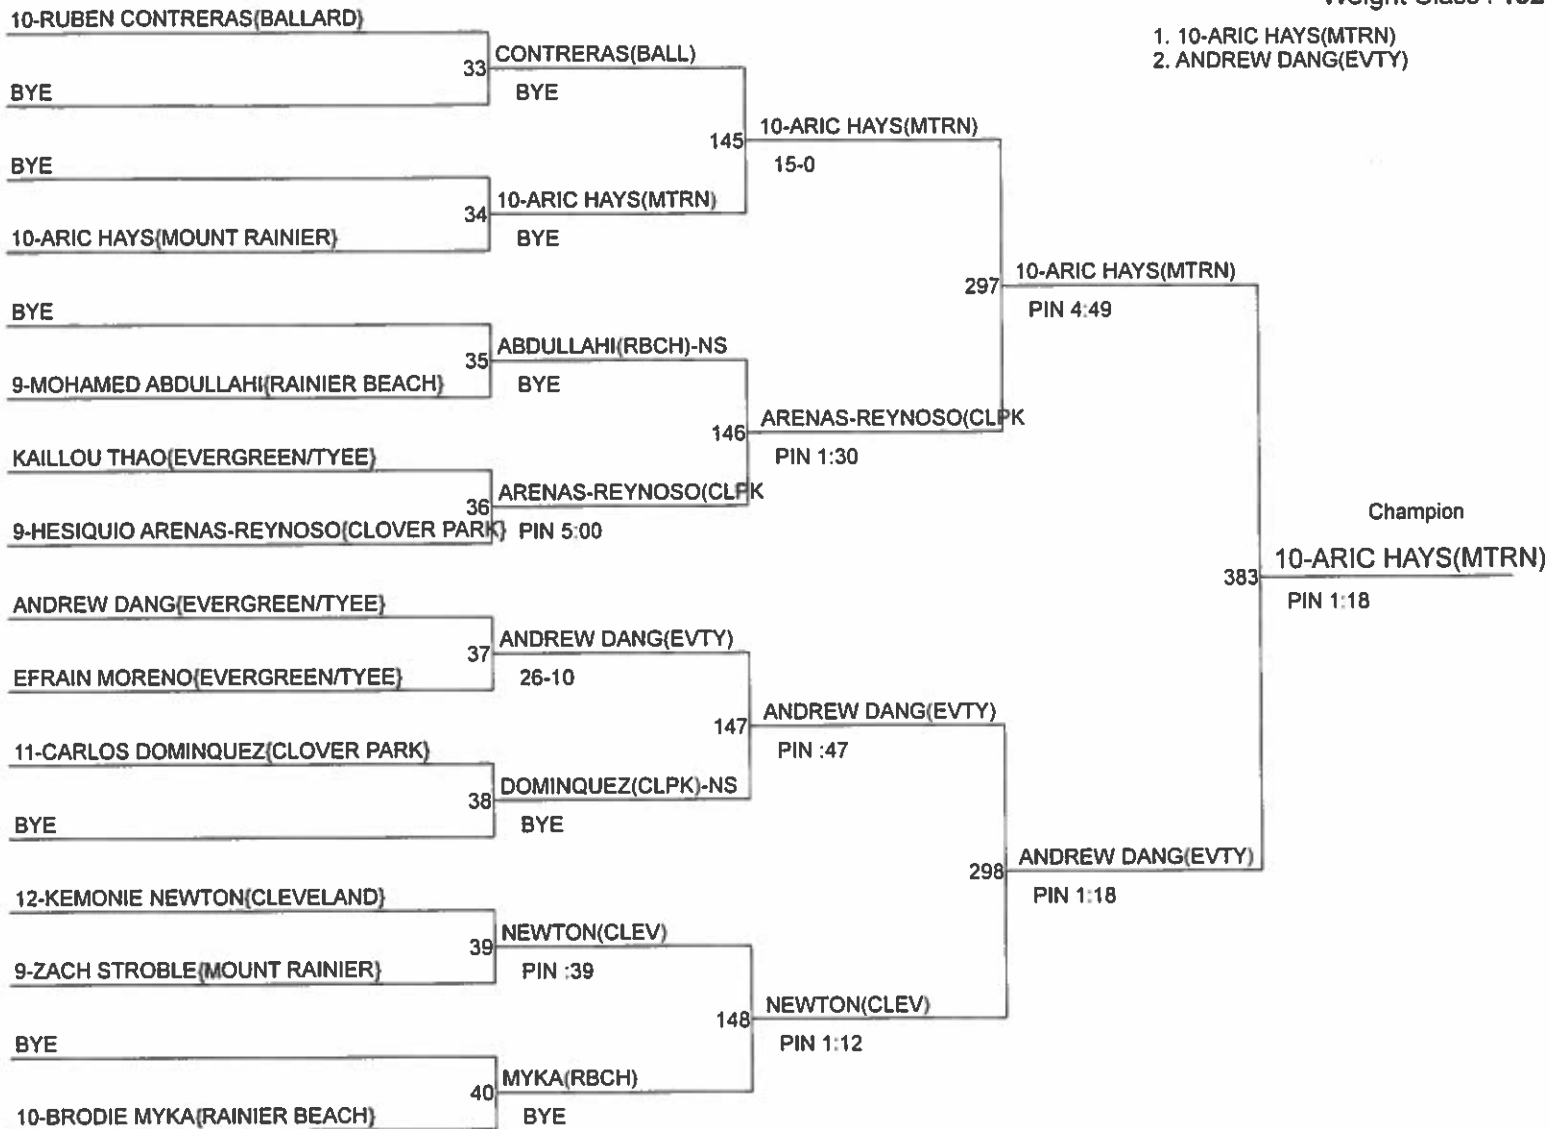 Weight Class :
1. 10-ARIC HAYS(MTRN)
2. ANDREW DANG(EVTY)
10-RUBEN CONTRERAS{BALLARD}
33
CONTRERAS(BALL)
BYE
BYE
145
10-ARIC HAYS(MTRN)
15-0
BYE
34
10-ARIC HAYS(MTRN)
BYE
10-ARIC HAYS{MOUNT RAINIER}
297
10-ARIC HAYS(MTRN)
PIN 4:49
BYE
35
ABDULLAHI(RBCH)-NS
BYE
9-MOHAMED ABDULLAHI{RAINIER BEACH}
146
ARENAS-REYNOSO(CLPK
PIN 1:30
KAILLOU THAO{EVERGREEN/TYEE}
36
ARENAS-REYNOSO(CLPK
PIN 5:00
9-HESIQUIO ARENAS-REYNOSO{CLOVER PARK}
Champion
383
10-ARIC HAYS(MTRN)
PIN 1:18
ANDREW DANG{EVERGREEN/TYEE}
37
ANDREW DANG(EVTY)
26-10
EFRAIN MORENO{EVERGREEN/TYEE}
147
ANDREW DANG(EVTY)
PIN :47
11-CARLOS DOMINQUEZ{CLOVER PARK}
38
DOMINQUEZ(CLPK)-NS
BYE
BYE
298
ANDREW DANG(EVTY)
PIN 1:18
12-KEMONIE NEWTON{CLEVELAND}
39
NEWTON(CLEV)
PIN :39
9-ZACH STROBLE{MOUNT RAINIER}
148
NEWTON(CLEV)
PIN 1:12
BYE
40
MYKA(RBCH)
BYE
10-BRODIE MYKA{RAINIER BEACH}